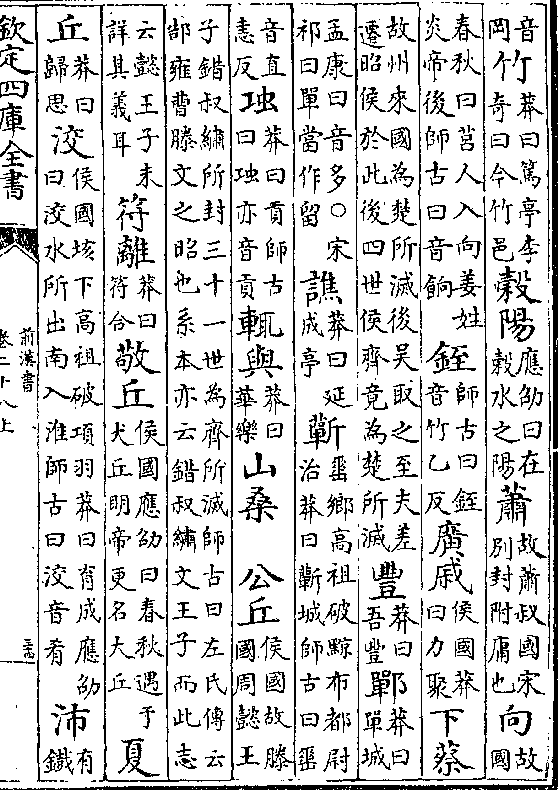 音岡竹莽曰篤亭李奇曰今竹邑榖陽應劭曰在榖水之陽蕭故蕭叔國宋別封附庸也向故國
春秋曰莒人入向姜姓炎帝後師古曰音餉銍師古曰銍音竹乙反廣戚侯國莽曰力聚下蔡
故州來國為楚所滅後吳取之至夫差遷昭侯於此後四世侯齊竟為楚所滅豐莽曰吾豐鄲莽曰單城
孟康曰音多○宋祁曰單當作留譙莽曰延成亭蘄垂鄉高祖破黥布都尉治莽曰蘄城師古曰垂
音直恚反虹莽曰貢師古曰虹亦音貢輒與莽曰華樂山桑公丘侯國故滕國周懿王
子錯叔繡所封三十一世為齊所滅師古曰左氏傳云郜雍曹滕文之昭也系本亦云錯叔繡文王子而此志
云懿王子未詳其義耳符離莽曰符合敬丘侯國應劭曰春秋遇于犬丘明帝更名大丘夏
丘莽曰歸思洨侯國垓下高祖破項羽莽曰育成應劭曰洨水所出南入淮師古曰洨音肴沛有鐵
欽定四庫全書
前漢書
卷二十八上